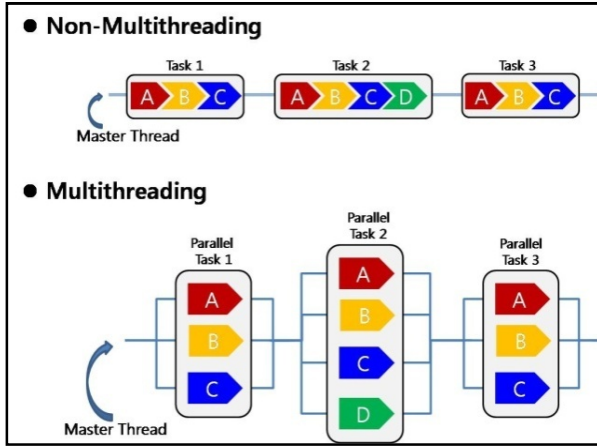 ● Non-Multithreading
Task 1 Task 2 Task 3
A B C A B C D A B C
Master Thread
● Multithreading
Parallel Task 1
Parallel Task 2
Parallel Task 3
A A A
B B B
C C C
D
Master Thread